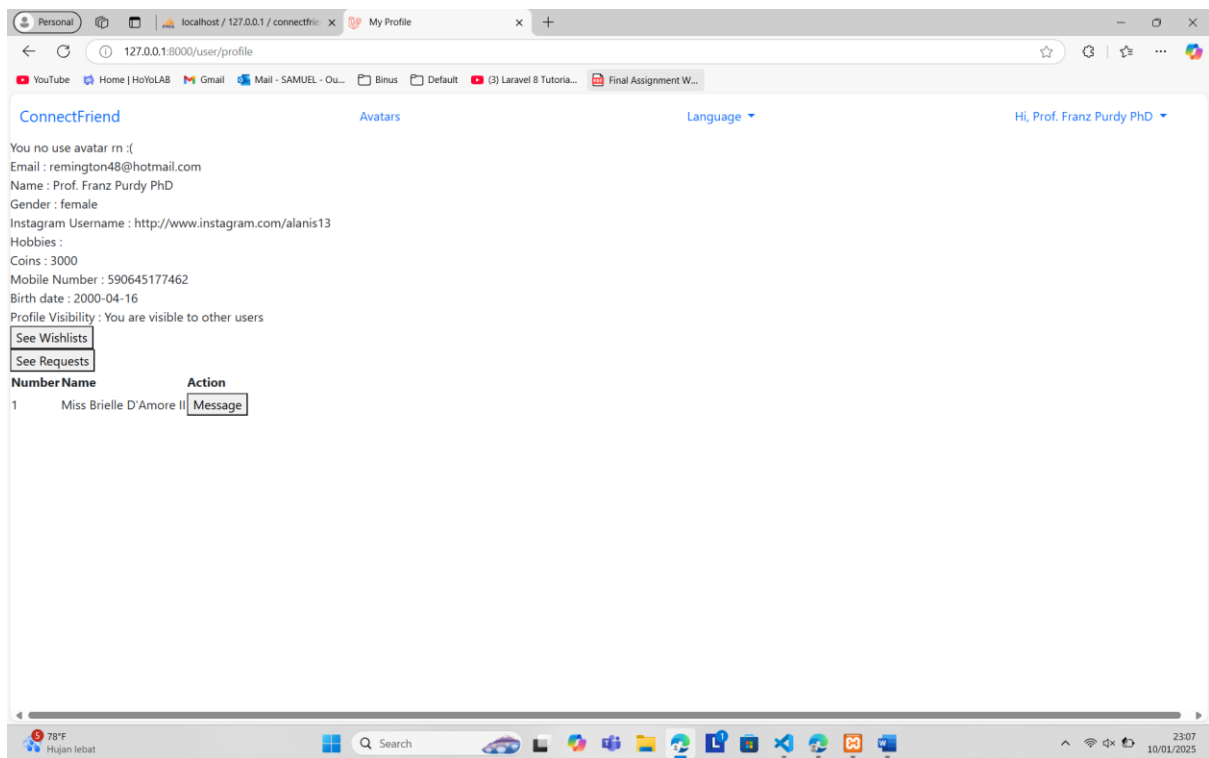 Personal localhost / 127.0.0.1 / connectfrie My Profile
127.0.0.1:8000/user/profile
YouTube Home | HoYoLAB Gmail Mail - SAMUEL - Ou... Binus Default (3) Laravel 8 Tutoria... Final Assignment W...
ConnectFriend Avatars Language Hi, Prof. Franz Purdy PhD
You no use avatar rn :(
Email : remington48@hotmail.com
Name : Prof. Franz Purdy PhD
Gender : female
Instagram Username : http://www.instagram.com/alanis13
Hobbies :
Coins : 3000
Mobile Number : 590645177462
Birth date : 2000-04-16
Profile Visibility : You are visible to other users
See Wishlists
See Requests
Number Name Action
1 Miss Brielle D'Amore II Message
5 78°F Search 1 23:07
Hujan lebat 10/01/2025